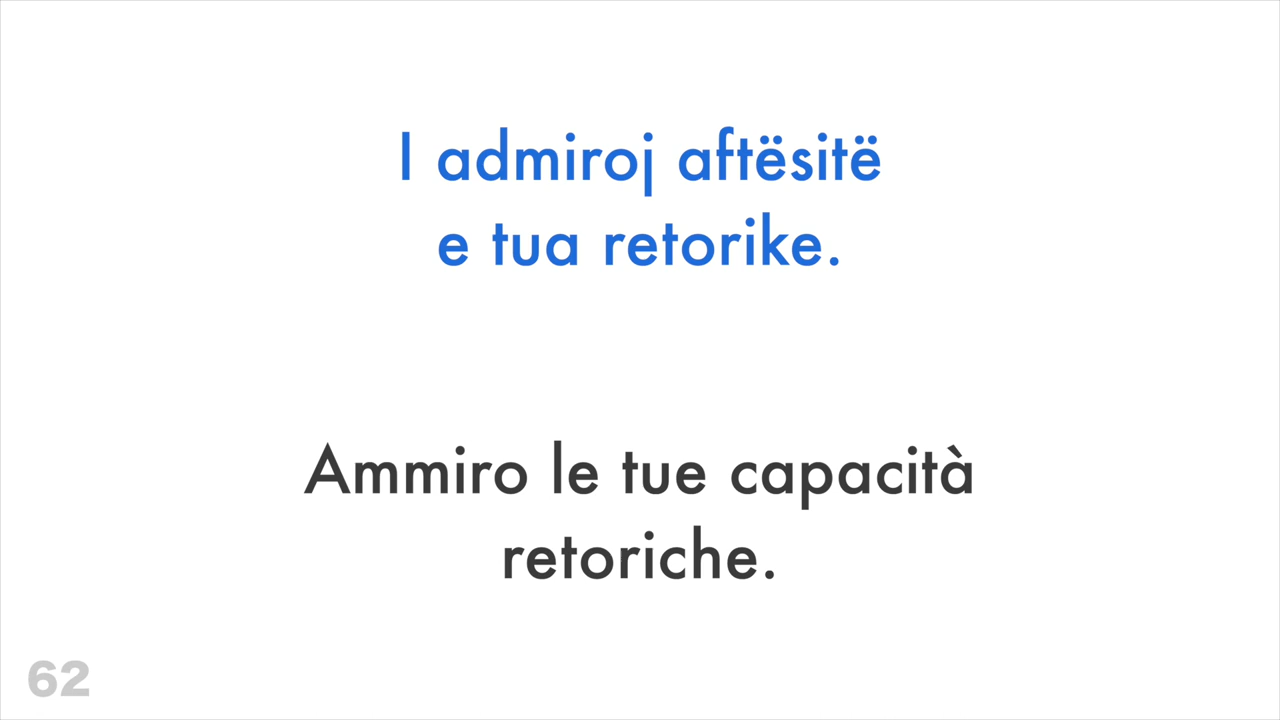 I admiroj aftësitë
e tua retorike.
Ammiro le tue capacità
retoriche.
62